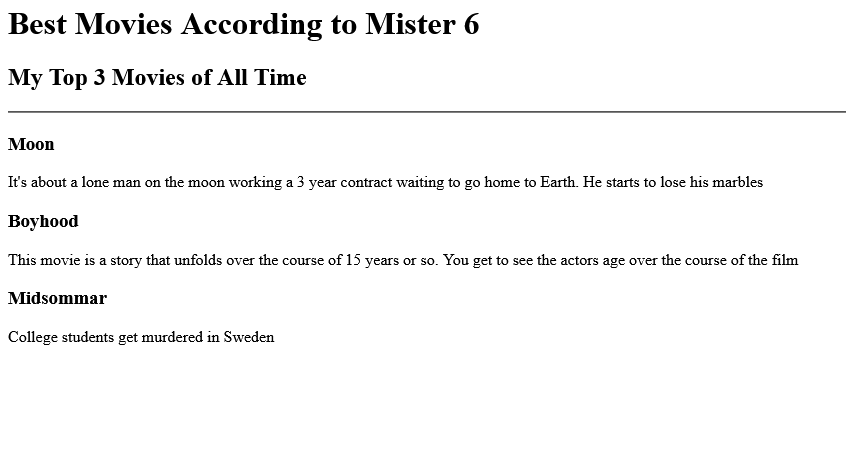 Best Movies According to Mister 6
My Top 3 Movies of All Time
Moon
It's about a lone man on the moon working a 3 year contract waiting to go home to Earth. He starts to lose his marbles
Boyhood
This movie is a story that unfolds over the course of 15 years or so. You get to see the actors age over the course of the film
Midsommar
College students get murdered in Sweden